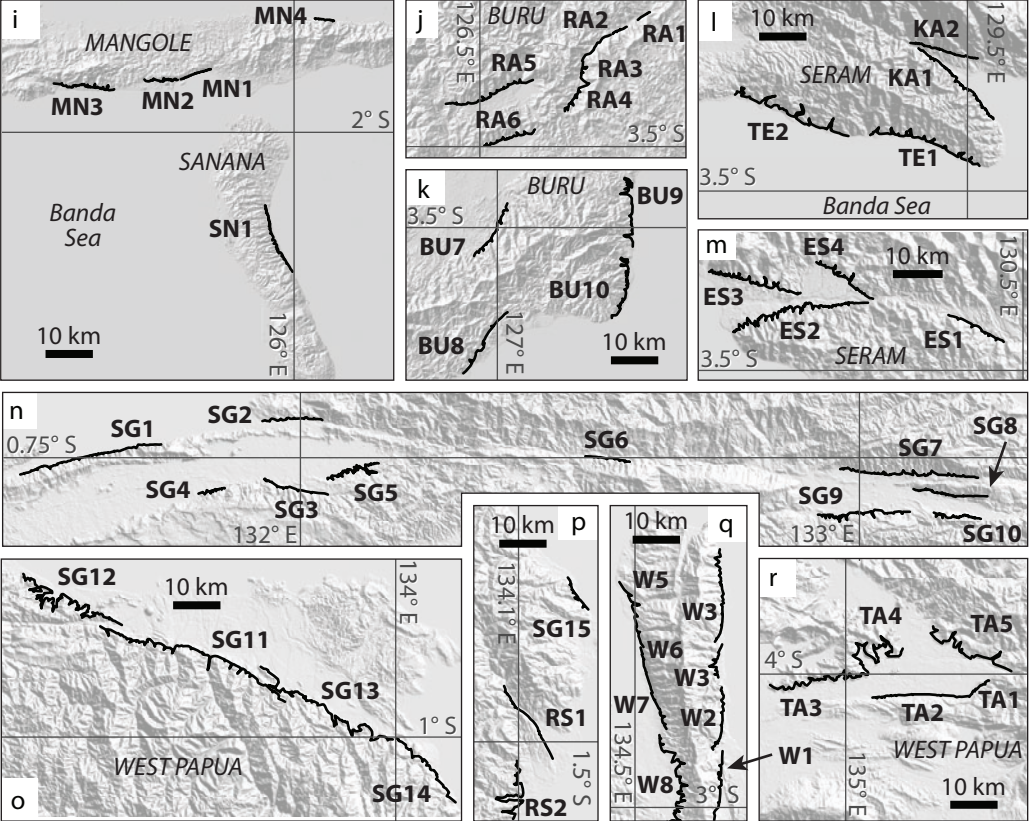 i
MN4
MANGOLE
MN3
MN2
MN1
2° S
SANANA
Banda
Sea
SN1
10 km
126° E
j
126.5° E
BURU
RA2
RA1
RA5
RA3
RA4
RA6
3.5° S
k
BURU
BU9
3.5° S
BU7
BU10
BU8
127° E
10 km
l
10 km
KA2
129.5° E
SERAM
KA1
TE2
TE1
3.5° S
Banda Sea
m
ES4
10 km
130.5° E
ES3
ES2
ES1
3.5° S
SERAM
n
SG1
SG2
0.75° S
SG6
SG7
SG8
SG4
SG3
SG5
SG9
132° E
133° E
SG10
o
SG12
10 km
134° E
SG11
SG13
1° S
WEST PAPUA
SG14
p
10 km
134.1° E
SG15
RS1
1.5° S
RS2
q
10 km
W5
W3
W6
W3
W7
W2
134.5° E
W1
W8
3° S
r
TA4
TA5
4° S
TA3
TA2
TA1
WEST PAPUA
135° E
10 km